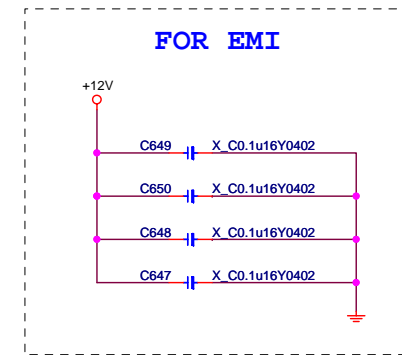 FOR EMI
+12V
C649 X_C0.1u16Y0402
C650 X_C0.1u16Y0402
C648 X_C0.1u16Y0402
C647 X_C0.1u16Y0402